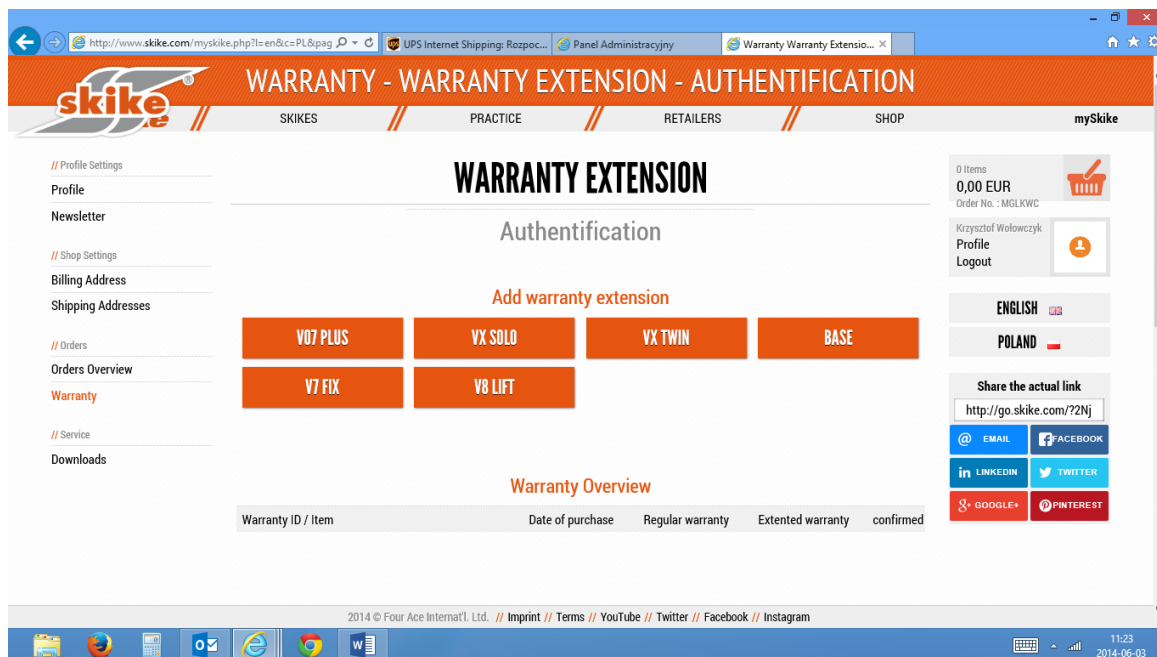 http://www.skike.com/myskike.php?l=en&c=PL&pag
UPS Internet Shipping: Rozpoc...
Panel Administracyjny
Warranty Warranty Extensio...
skike
WARRANTY - WARRANTY EXTENSION - AUTHENTIFICATION
SKIKES // PRACTICE // RETAILERS // SHOP
mySkike
// Profile Settings
Profile
Newsletter
// Shop Settings
Billing Address
Shipping Addresses
// Orders
Orders Overview
Warranty
// Service
Downloads
WARRANTY EXTENSION
Authentification
Add warranty extension
V07 PLUS
VX SOLO
VX TWIN
BASE
V7 FIX
V8 LIFT
Warranty Overview
Warranty ID / Item Date of purchase Regular warranty Extented warranty confirmed
0 Items
0,00 EUR
Order No. : MGLKWC
Krzysztof Wołowczyk
Profile
Logout
ENGLISH
POLAND
Share the actual link
http://go.skike.com/?2Nj
@ EMAIL
FACEBOOK
in LINKEDIN
TWITTER
g+ GOOGLE+
PINTEREST
2014 © Four Ace Internat'l. Ltd. // Imprint // Terms // YouTube // Twitter // Facebook // Instagram
11:23
2014-06-03